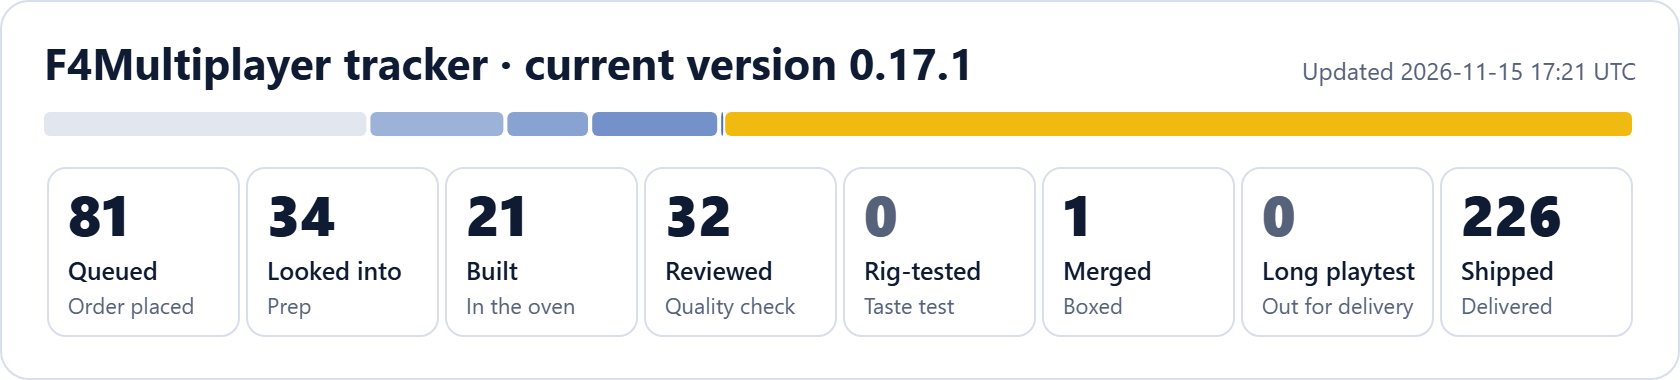 F4Multiplayer tracker · current version 0.17.1
Updated 2026-11-15 17:21 UTC
81
Queued
Order placed
34
Looked into
Prep
21
Built
In the oven
32
Reviewed
Quality check
0
Rig-tested
Taste test
1
Merged
Boxed
0
Long playtest
Out for delivery
226
Shipped
Delivered